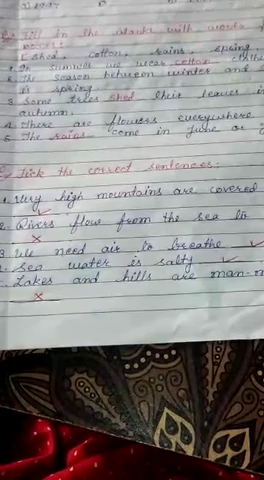 Fill in the blanks with words
boxes:
[Shed, cotton, rains, spring,
1. In summer we wear cotton clothes
2. The season between winter and
is spring
3. Some trees shed their leaves in
autumn.
4. There are flowers everywhere
5. The rains come in June or
Tick the correct sentences:-
1. Very high mountains are covered
✓
2. Rivers flow from the sea to
×
3. We need air to breathe ✓
4. Sea water is salty ✓
5. Lakes and hills are man-m
×